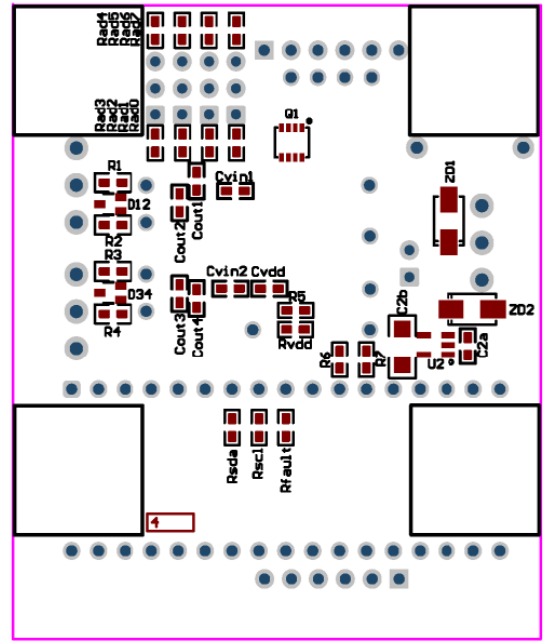 Rad4
Rad5
Rad6
Rad7
Rad3
Rad2
Rad1
Rad0
Q1
R1
D12
R2
Cvin1
Cout1
Cout2
ZD1
R3
D34
R4
Cvin2
Cvdd
Cout3
Cout4
R5
Rvdd
C2b
ZD2
R6
R7
U2
C2a
Rsda
Rscl
Rfault
4